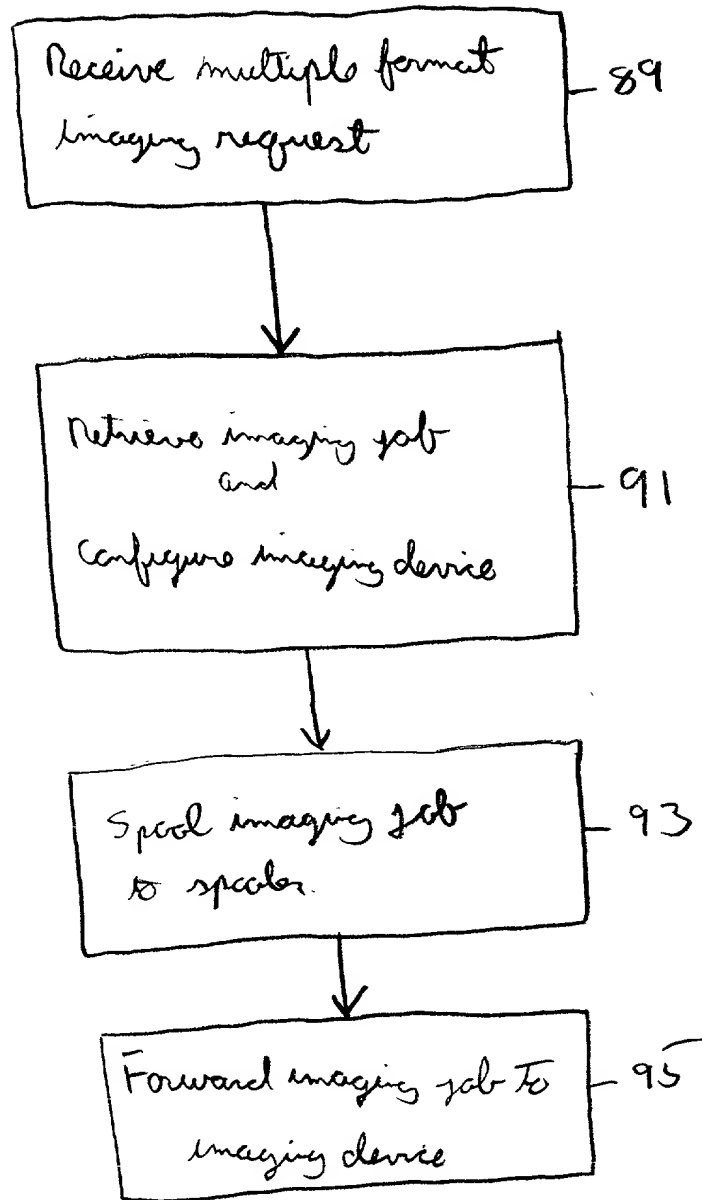 Receive multiple format
imaging request
89
Retrieve imaging job
and
Configure imaging device
91
Spool imaging job
to spooler.
93
Forward imaging job To
imaging device
95